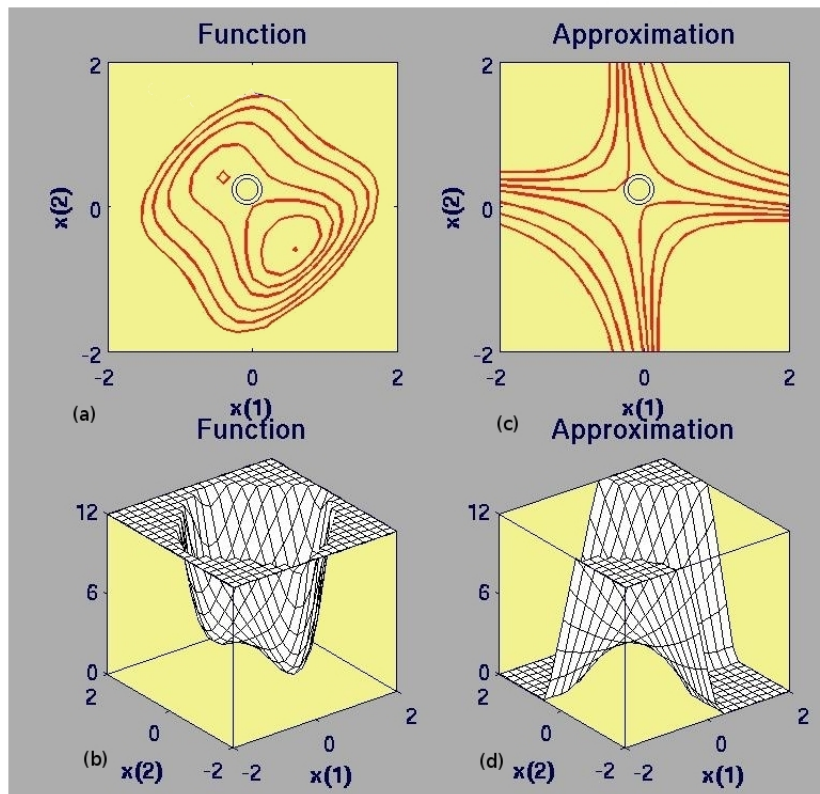 Function
Approximation
2
x(2)
0
-2
-2
0
2
(a)
x(1)
2
x(2)
0
-2
-2
0
2
(c)
x(1)
Function
Approximation
12
6
0
2
0
-2
-2
0
2
(b)
x(2)
x(1)
12
6
0
2
0
-2
-2
0
2
(d)
x(2)
x(1)